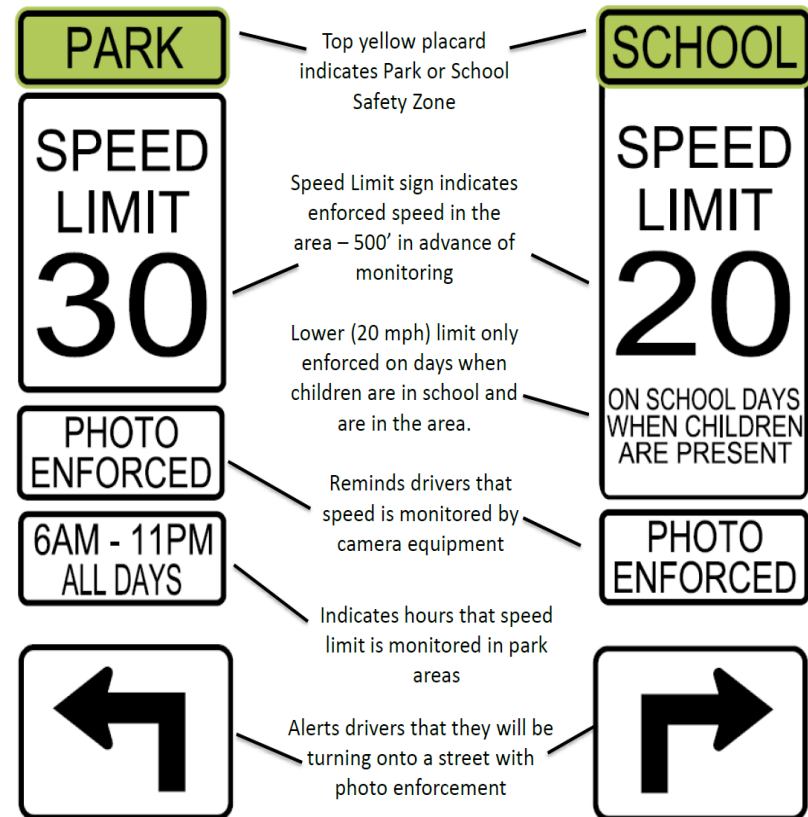 PARK
SPEED
LIMIT
30
PHOTO
ENFORCED
6AM - 11PM
ALL DAYS
Top yellow placard
indicates Park or School
Safety Zone
Speed Limit sign indicates
enforced speed in the
area – 500’ in advance of
monitoring
Lower (20 mph) limit only
enforced on days when
children are in school and
are in the area.
Reminds drivers that
speed is monitored by
camera equipment
Indicates hours that speed
limit is monitored in park
areas
Alerts drivers that they will be
turning onto a street with
photo enforcement
SCHOOL
SPEED
LIMIT
20
ON SCHOOL DAYS
WHEN CHILDREN
ARE PRESENT
PHOTO
ENFORCED